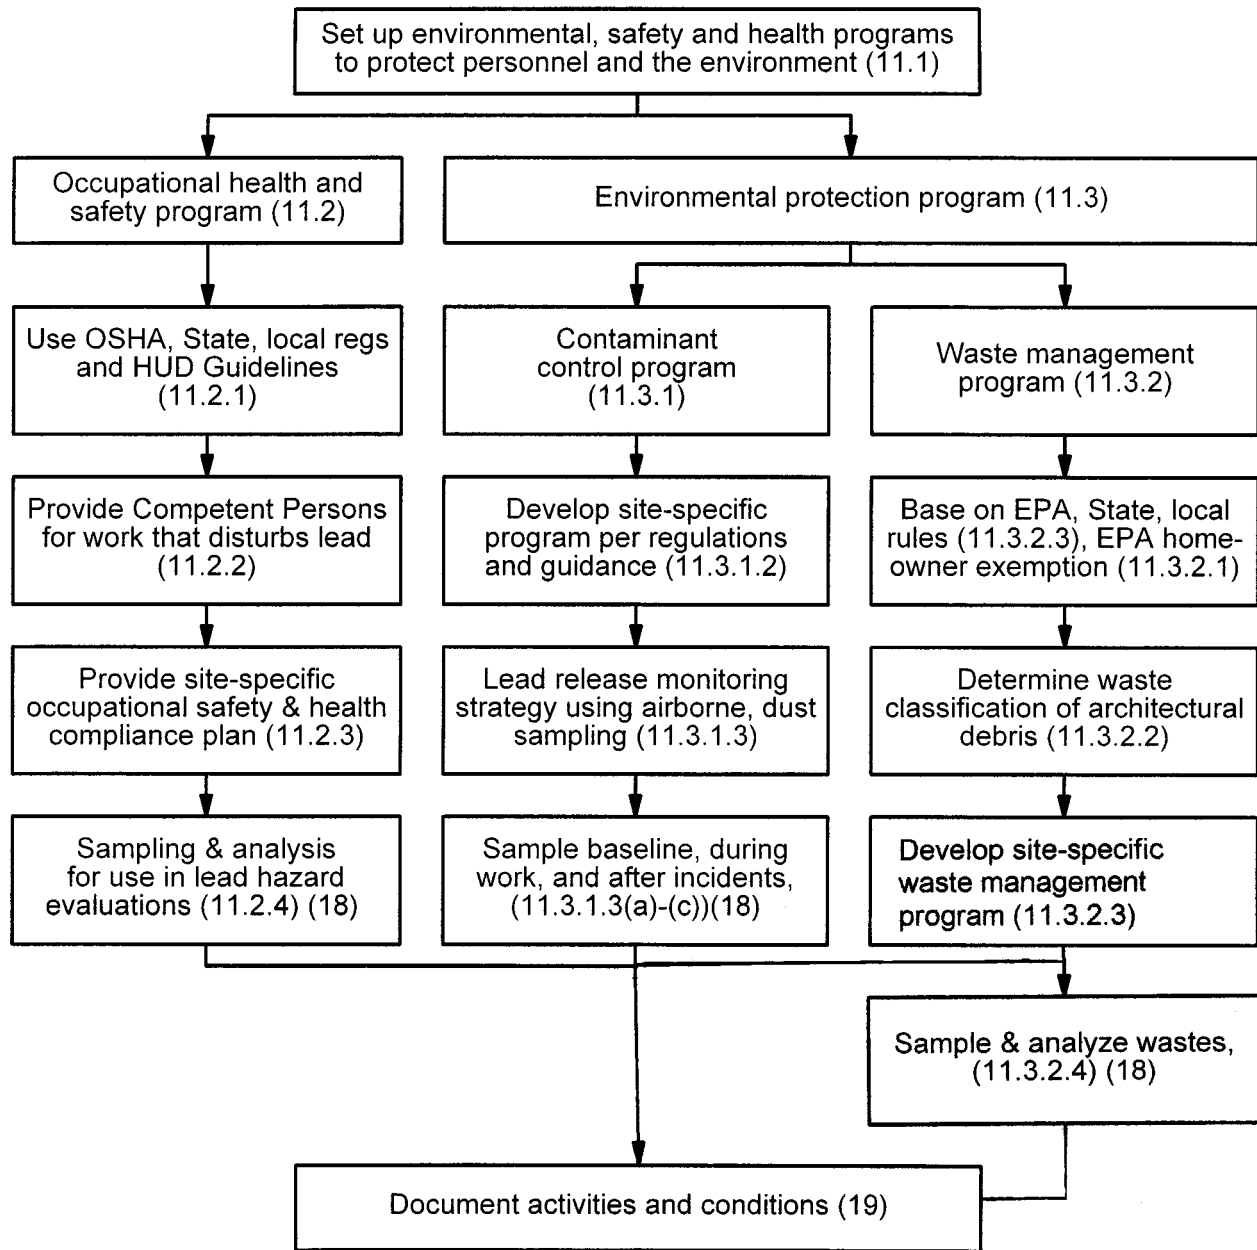 Set up environmental, safety and health programs
to protect personnel and the environment (11.1)
Occupational health and
safety program (11.2)
Environmental protection program (11.3)
Use OSHA, State, local regs
and HUD Guidelines
(11.2.1)
Contaminant
control program
(11.3.1)
Waste management
program (11.3.2)
Provide Competent Persons
for work that disturbs lead
(11.2.2)
Develop site-specific
program per regulations
and guidance (11.3.1.2)
Base on EPA, State, local
rules (11.3.2.3), EPA home-
owner exemption (11.3.2.1)
Provide site-specific
occupational safety & health
compliance plan (11.2.3)
Lead release monitoring
strategy using airborne, dust
sampling (11.3.1.3)
Determine waste
classification of architectural
debris (11.3.2.2)
Sampling & analysis
for use in lead hazard
evaluations (11.2.4) (18)
Sample baseline, during
work, and after incidents,
(11.3.1.3(a)-(c))(18)
Develop site-specific
waste management
program (11.3.2.3)
Sample & analyze wastes,
(11.3.2.4) (18)
Document activities and conditions (19)